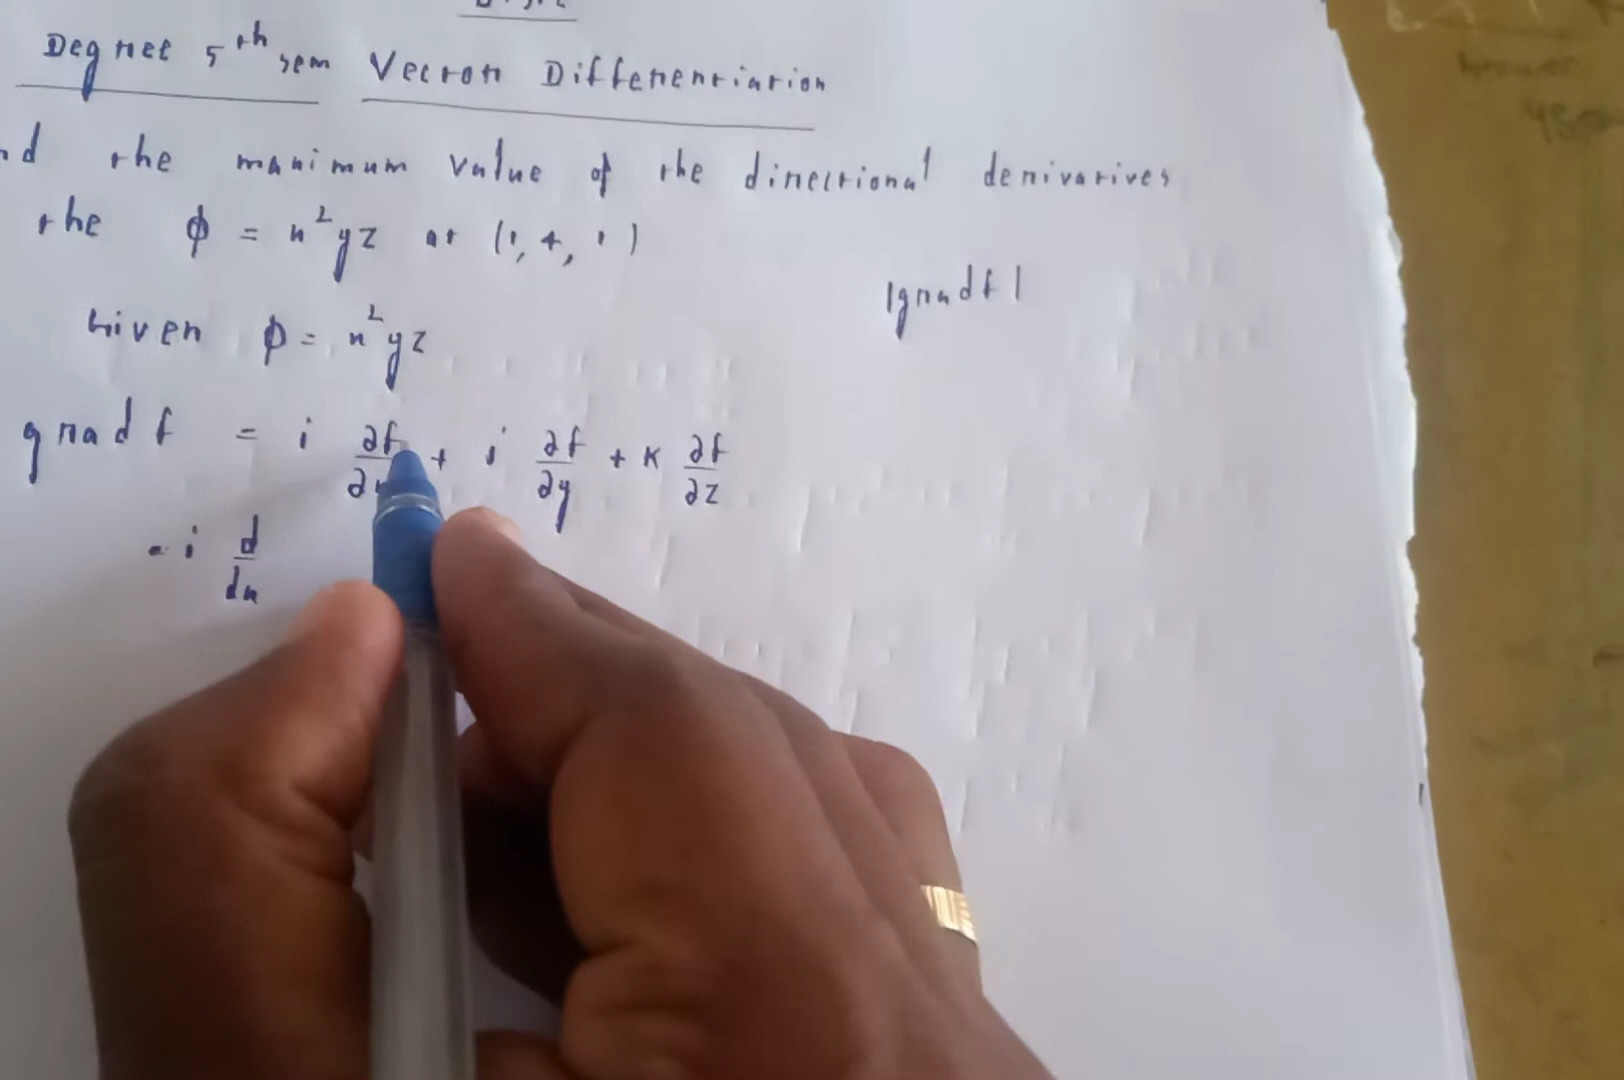 Degree 5th sem Vector Differentiation
nd the maximum value of the directional derivatives
the ϕ = x²yz at (1, 4, 1)
|grad f|
Given ϕ = x²yz
grad f = i ∂f/∂x + j ∂f/∂y + k ∂f/∂z
= i d/dx